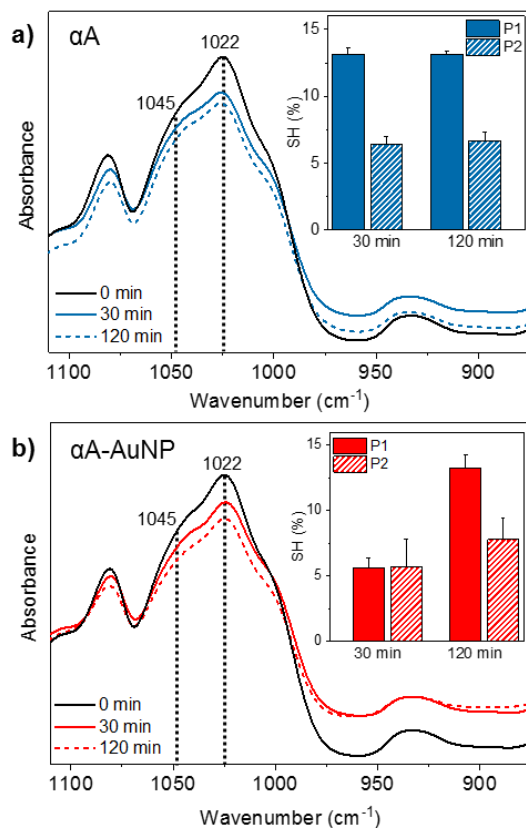 a) αA
1022
1045
Absorbance
0 min
30 min
120 min
1100 1050 1000 950 900
Wavenumber (cm⁻¹)
P1
P2
SH (%)
15
10
5
0
30 min 120 min
b) αA-AuNP
1022
1045
Absorbance
0 min
30 min
120 min
1100 1050 1000 950 900
Wavenumber (cm⁻¹)
P1
P2
SH (%)
15
10
5
0
30 min 120 min